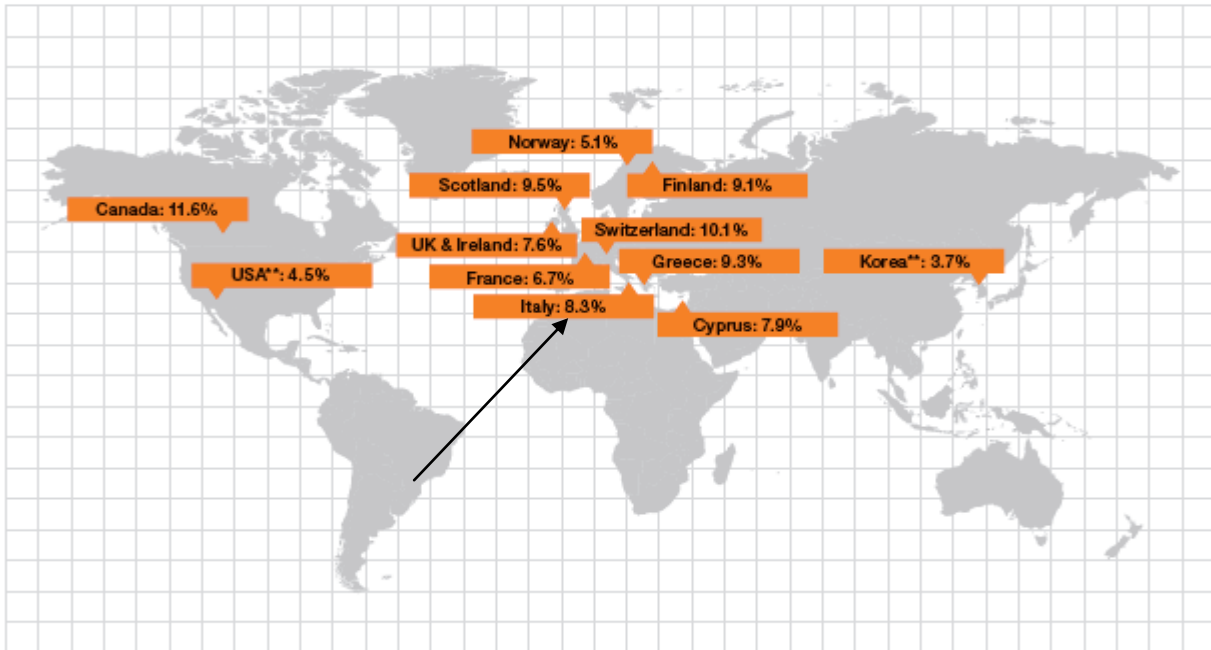 Norway: 5.1%
Scotland: 9.5%
Finland: 9.1%
Canada: 11.6%
Switzerland: 10.1%
UK & Ireland: 7.6%
Greece: 9.3%
Korea**: 3.7%
USA**: 4.5%
France: 6.7%
Italy: 8.3%
Cyprus: 7.9%